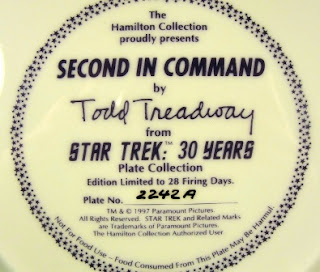 The
Hamilton Collection
proudly presents
SECOND IN COMMAND
by
Todd Treadway
from
STAR TREK:™ 30 YEARS
Plate Collection
Edition Limited to 28 Firing Days.
Plate No. 2242A
TM & © 1997 Paramount Pictures
All Rights Reserved. STAR TREK and Related Marks
are Trademarks of Paramount Pictures.
The Hamilton Collection Authorized User.
Not For Food Use – Food Consumed From This Plate May Be Harmful.